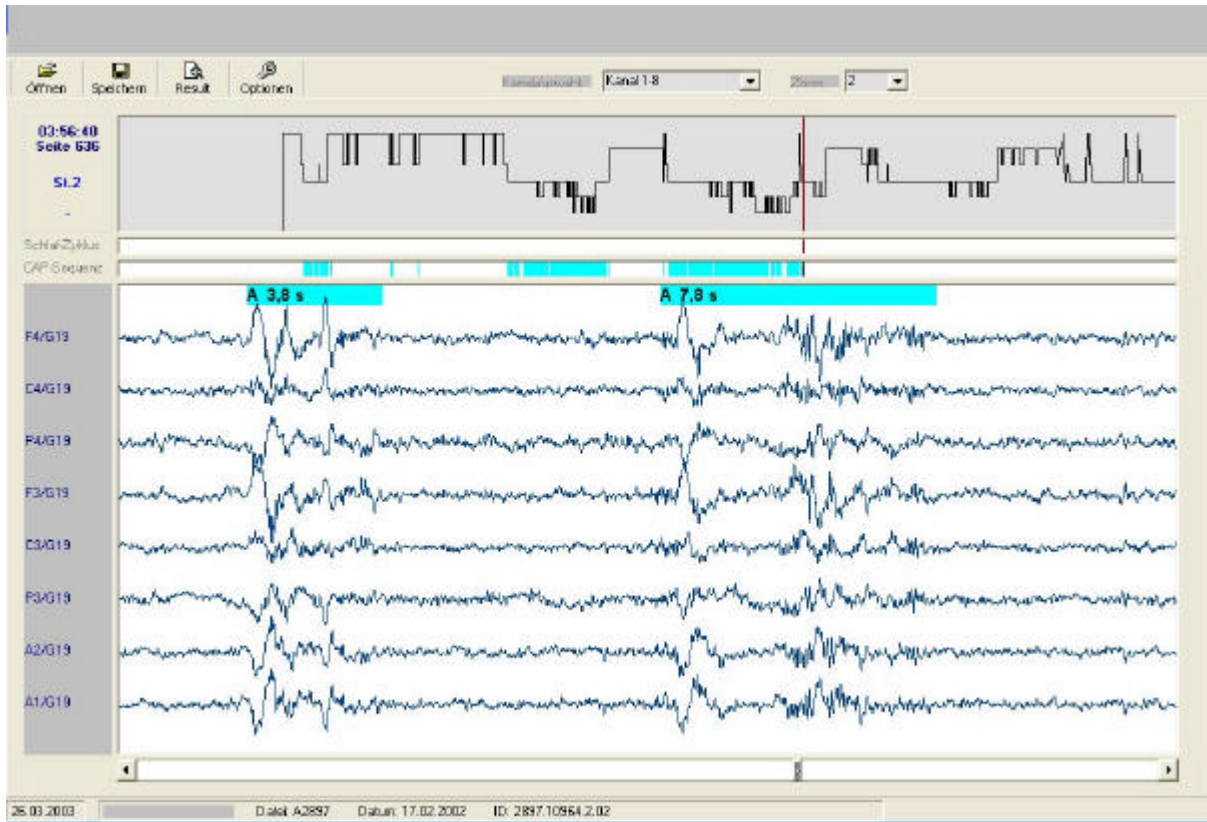 Öffnen Speichern Result Optionen Kanal 1-8 2
03:56:40
Seite 636
St.2
-
Schlaf-Zyklus
CAP-Sequenz
A 3,8 s A 7,8 s
F4/G19
C4/G19
P4/G19
F3/G19
C3/G19
P3/G19
A2/G19
A1/G19
26.03.2003 Datei: A2897 Datum: 17.02.2002 ID: 2897.10964.2.02